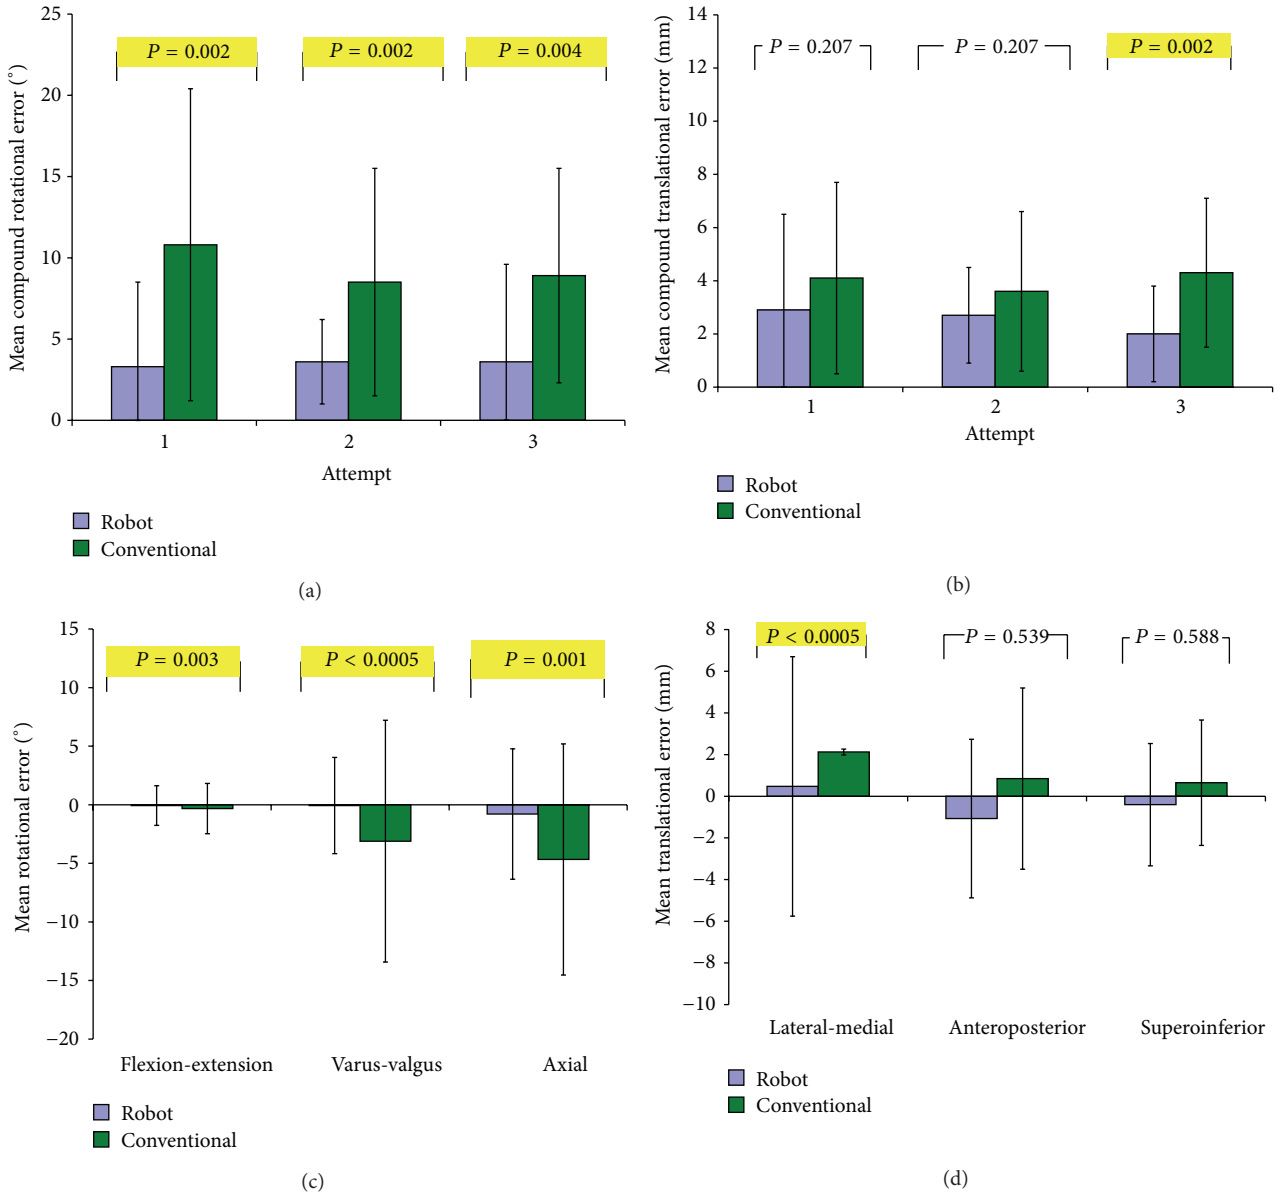 Mean compound rotational error (°)
25
20
15
10
5
0
P = 0.002
P = 0.002
P = 0.004
1
2
3
Attempt
Robot
Conventional
(a)
Mean compound translational error (mm)
14
12
10
8
6
4
2
0
P = 0.207
P = 0.207
P = 0.002
1
2
3
Attempt
Robot
Conventional
(b)
Mean rotational error (°)
15
10
5
0
−5
−10
−15
−20
P = 0.003
P < 0.0005
P = 0.001
Flexion-extension
Varus-valgus
Axial
Robot
Conventional
(c)
Mean translational error (mm)
8
6
4
2
0
−2
−4
−6
−8
−10
P < 0.0005
P = 0.539
P = 0.588
Lateral-medial
Anteroposterior
Superoinferior
Robot
Conventional
(d)